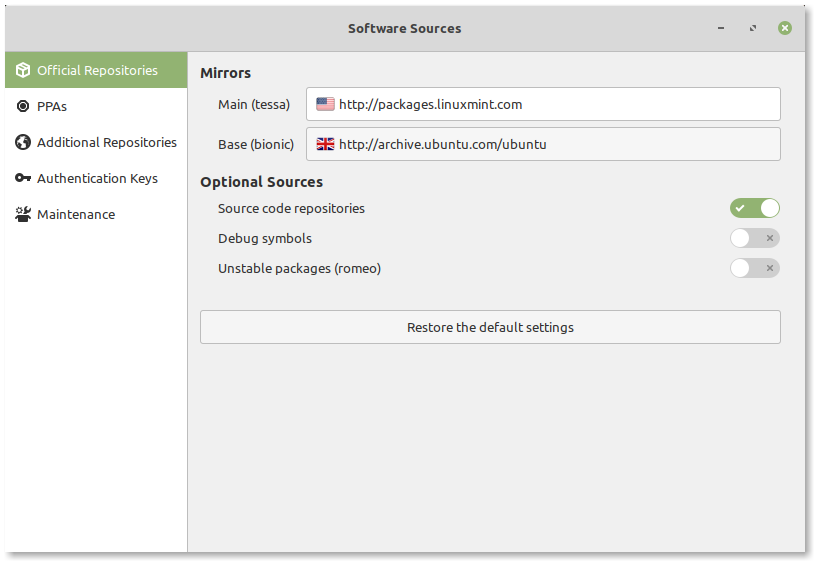 Software Sources
Official Repositories
PPAs
Additional Repositories
Authentication Keys
Maintenance
Mirrors
Main (tessa) http://packages.linuxmint.com
Base (bionic) http://archive.ubuntu.com/ubuntu
Optional Sources
Source code repositories
Debug symbols
Unstable packages (romeo)
Restore the default settings